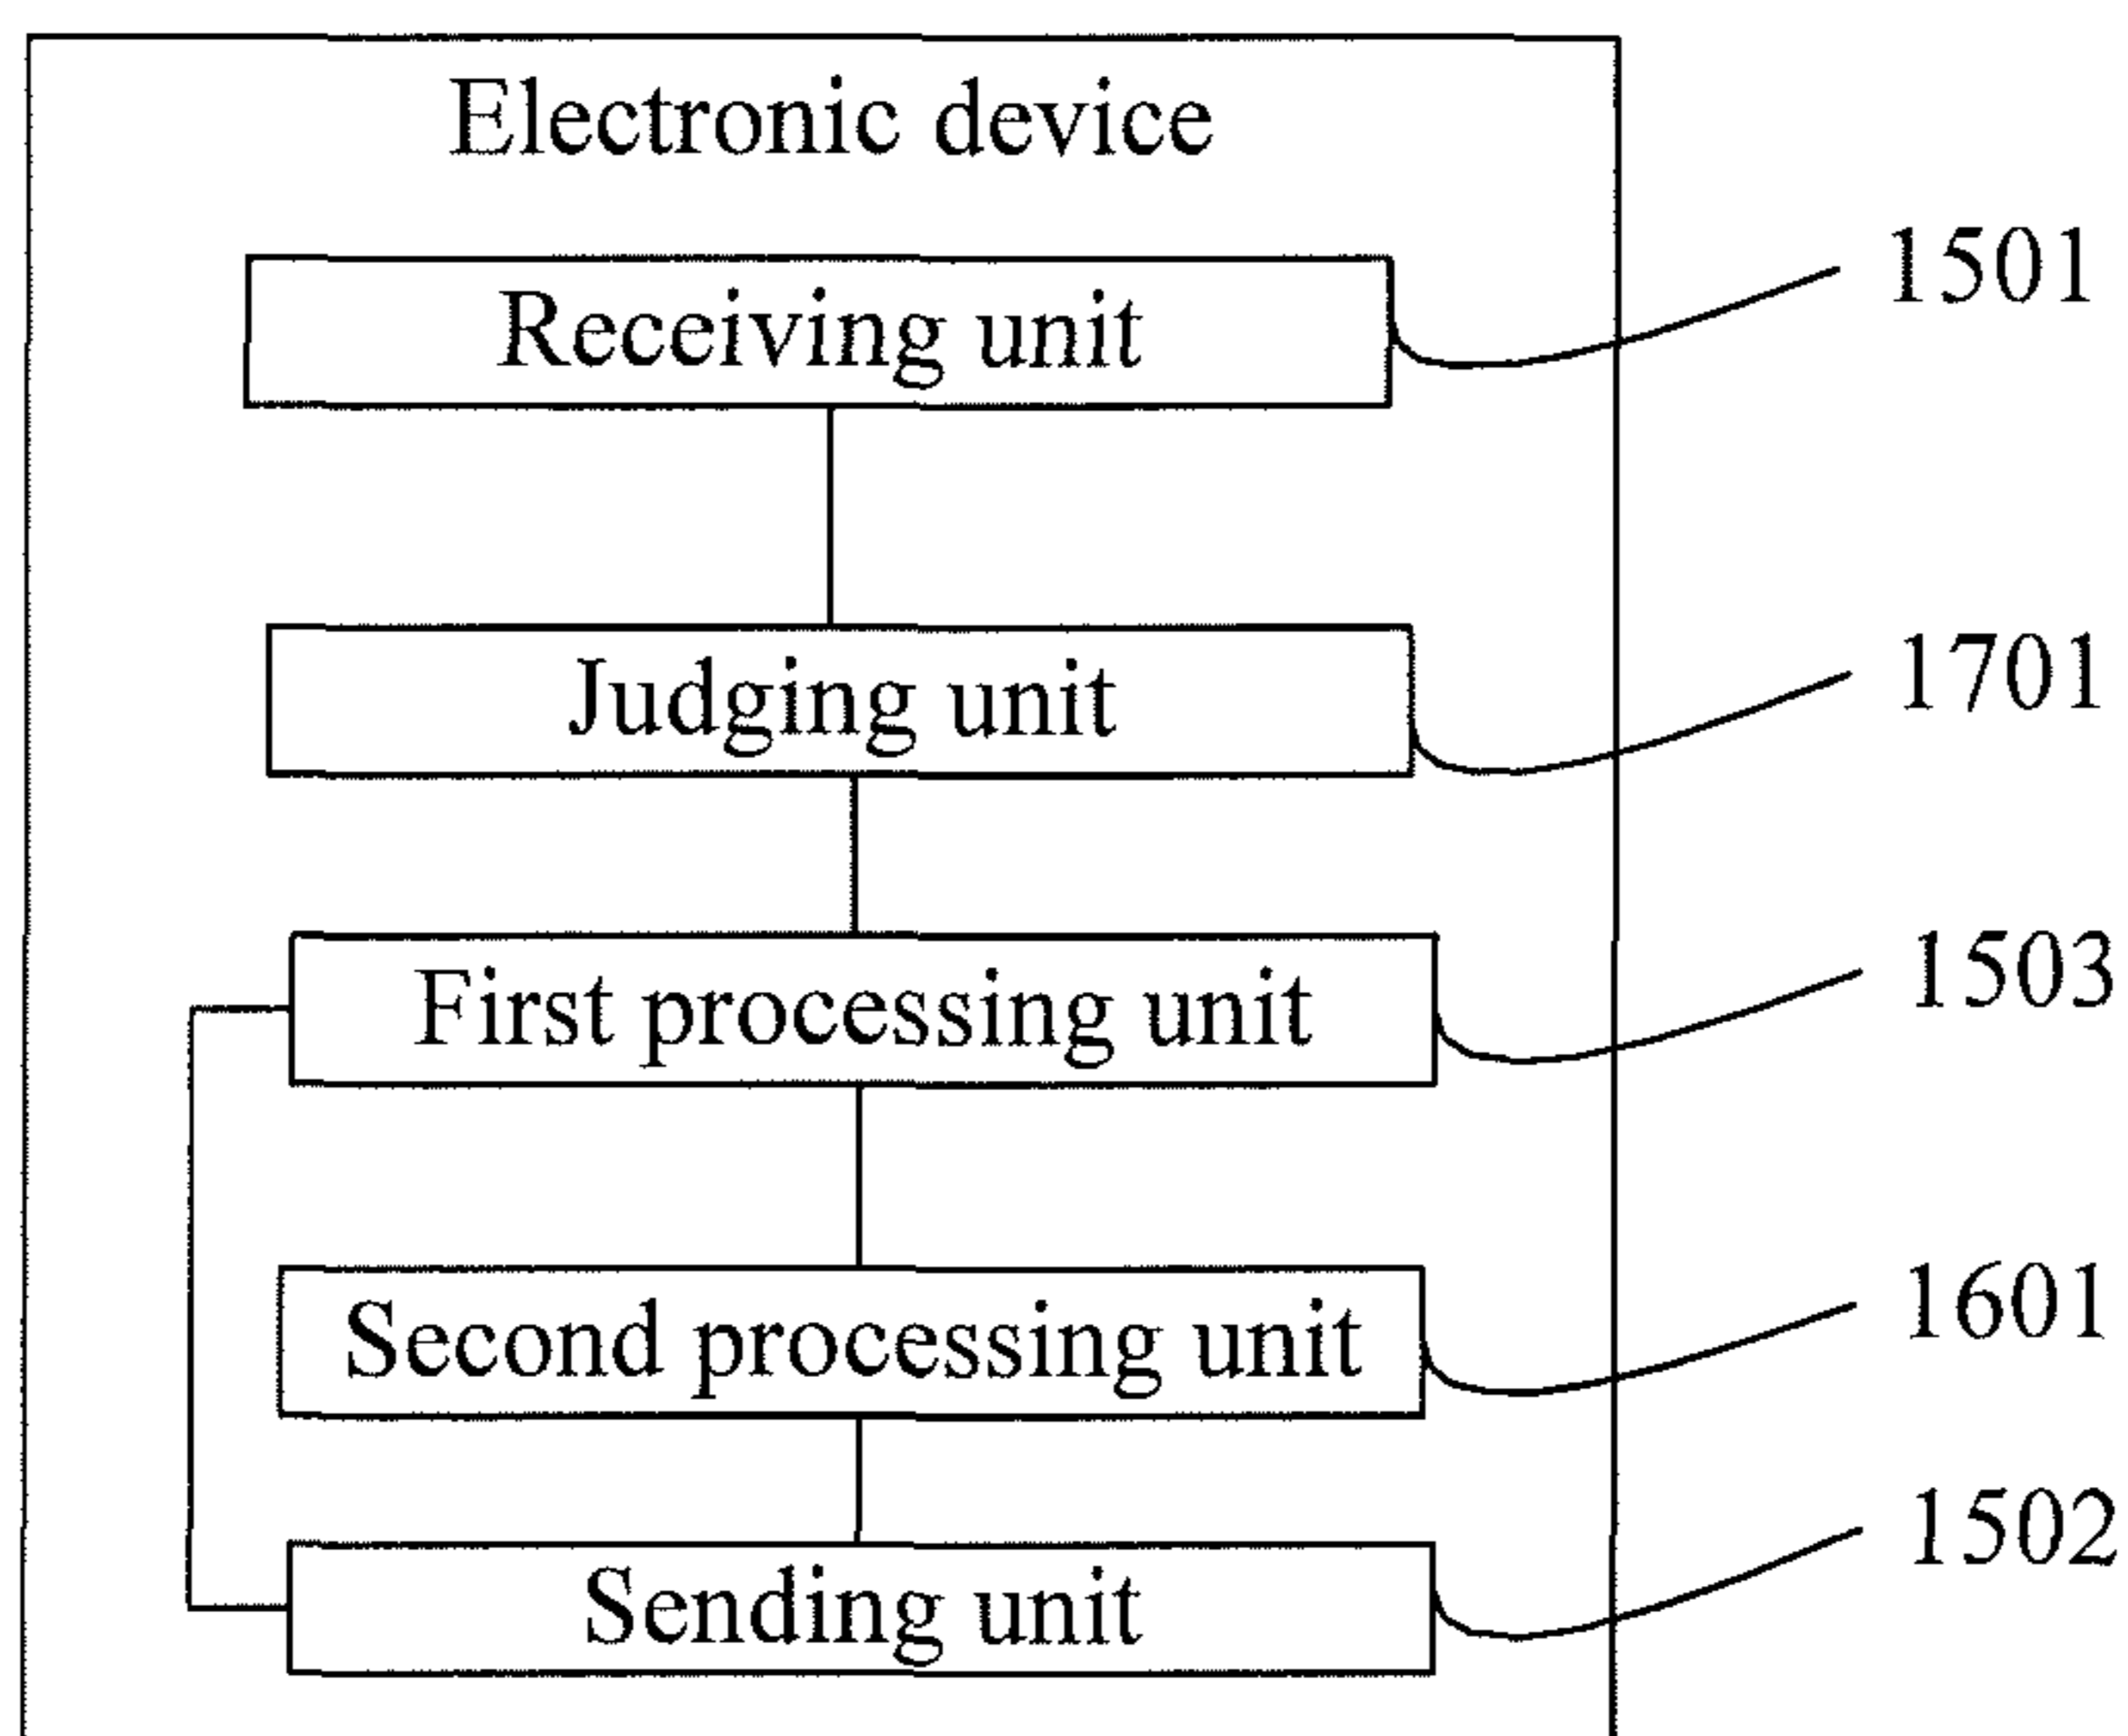 Electronic device
Receiving unit
1501
Judging unit
1701
First processing unit
1503
Second processing unit
1601
Sending unit
1502